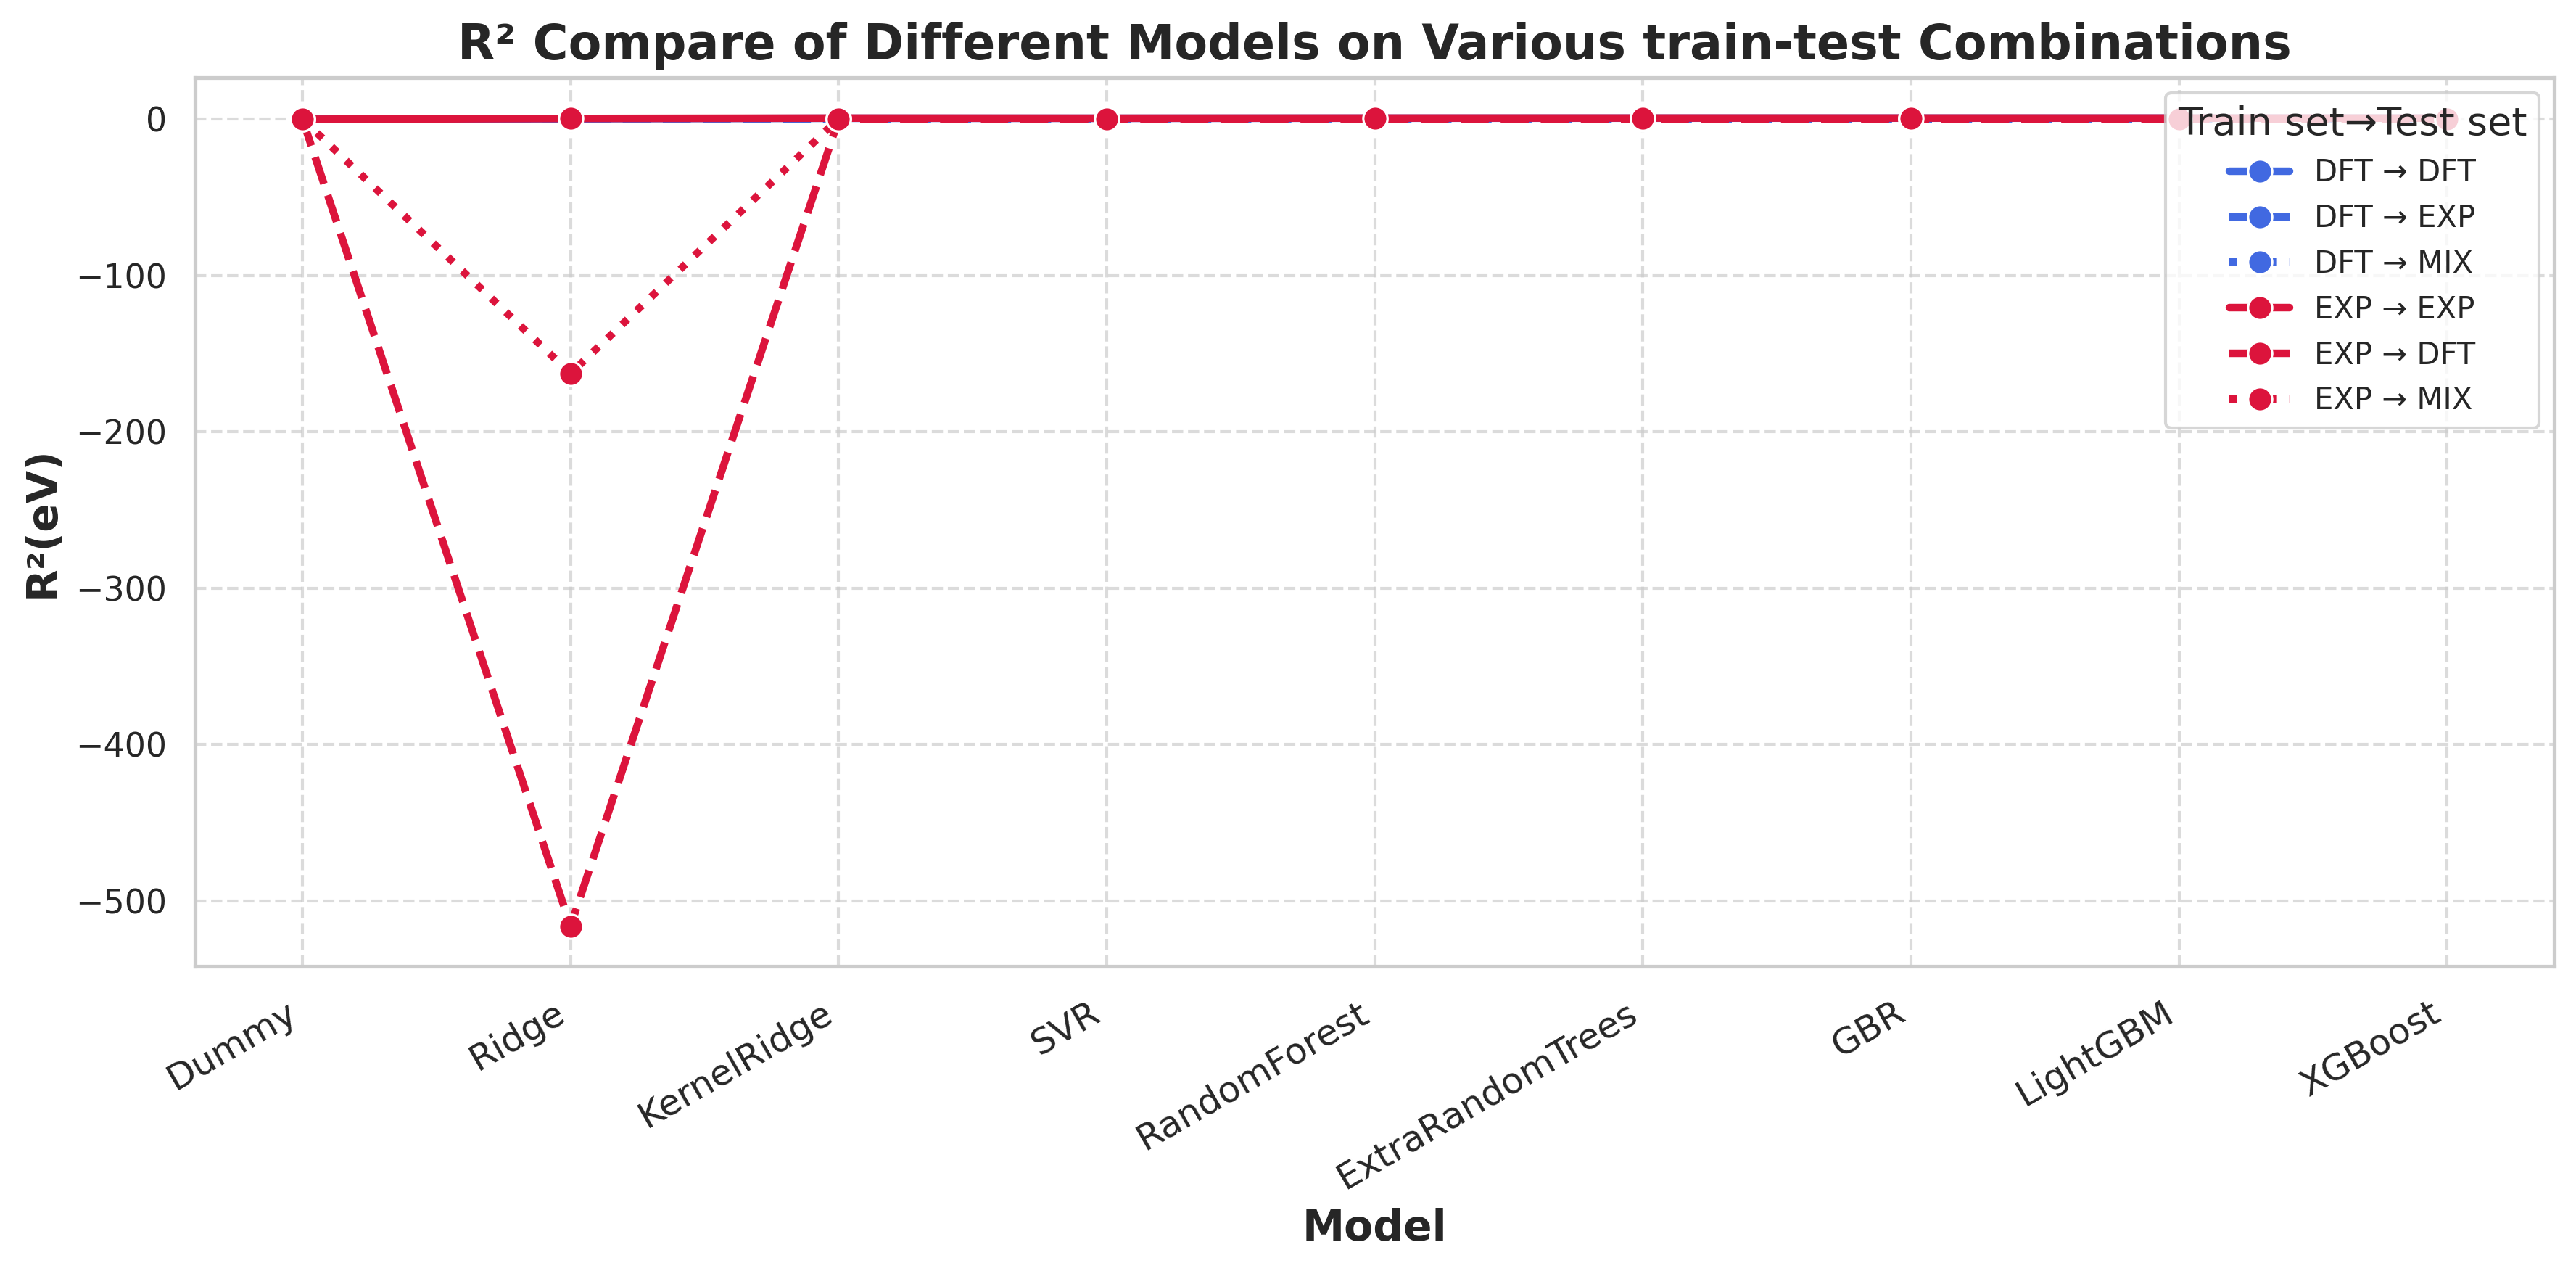 R² Compare of Different Models on Various train-test Combinations
R²(eV)
0
−100
−200
−300
−400
−500
Train set→Test set
DFT → DFT
DFT → EXP
DFT → MIX
EXP → EXP
EXP → DFT
EXP → MIX
Dummy
Ridge
KernelRidge
SVR
RandomForest
ExtraRandomTrees
GBR
LightGBM
XGBoost
Model